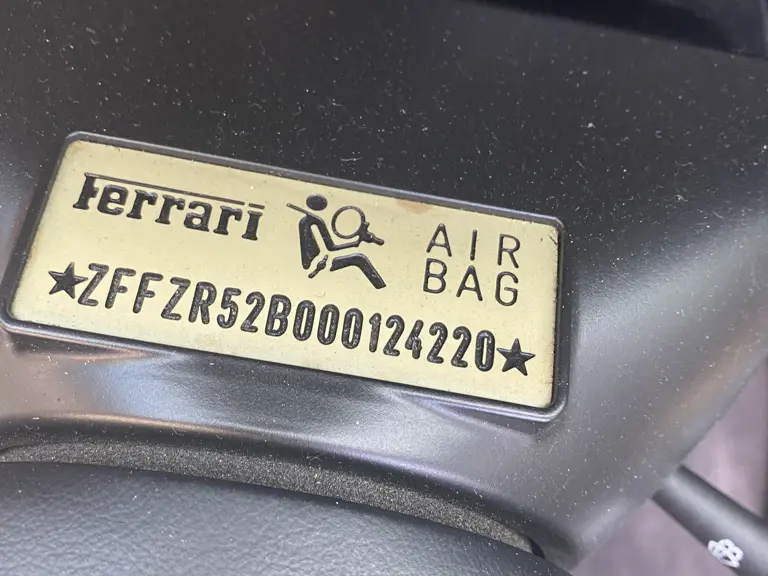 Ferrari
AIR
BAG
★ZFFZR52B000124220★